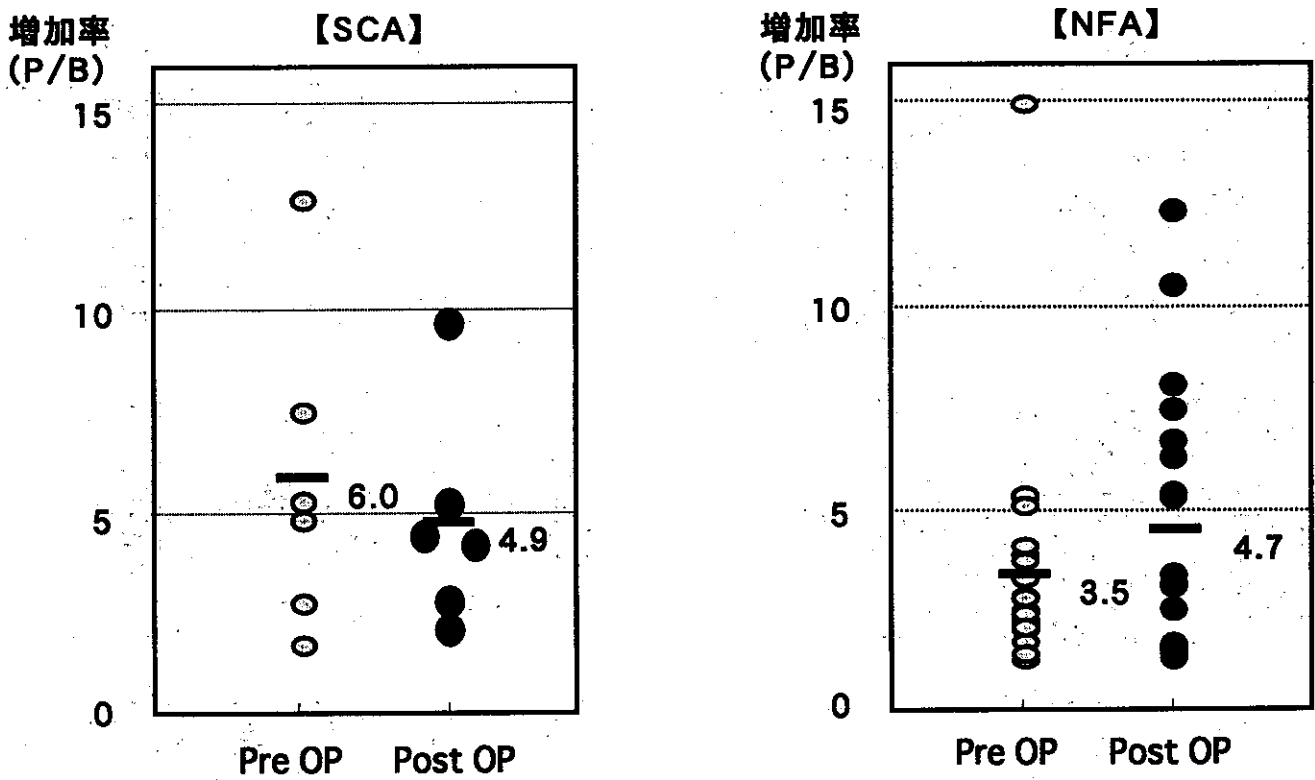 増加率
(P/B)
【SCA】
15
10
5
0
6.0
4.9
Pre OP
Post OP
増加率
(P/B)
【NFA】
15
10
5
0
3.5
4.7
Pre OP
Post OP